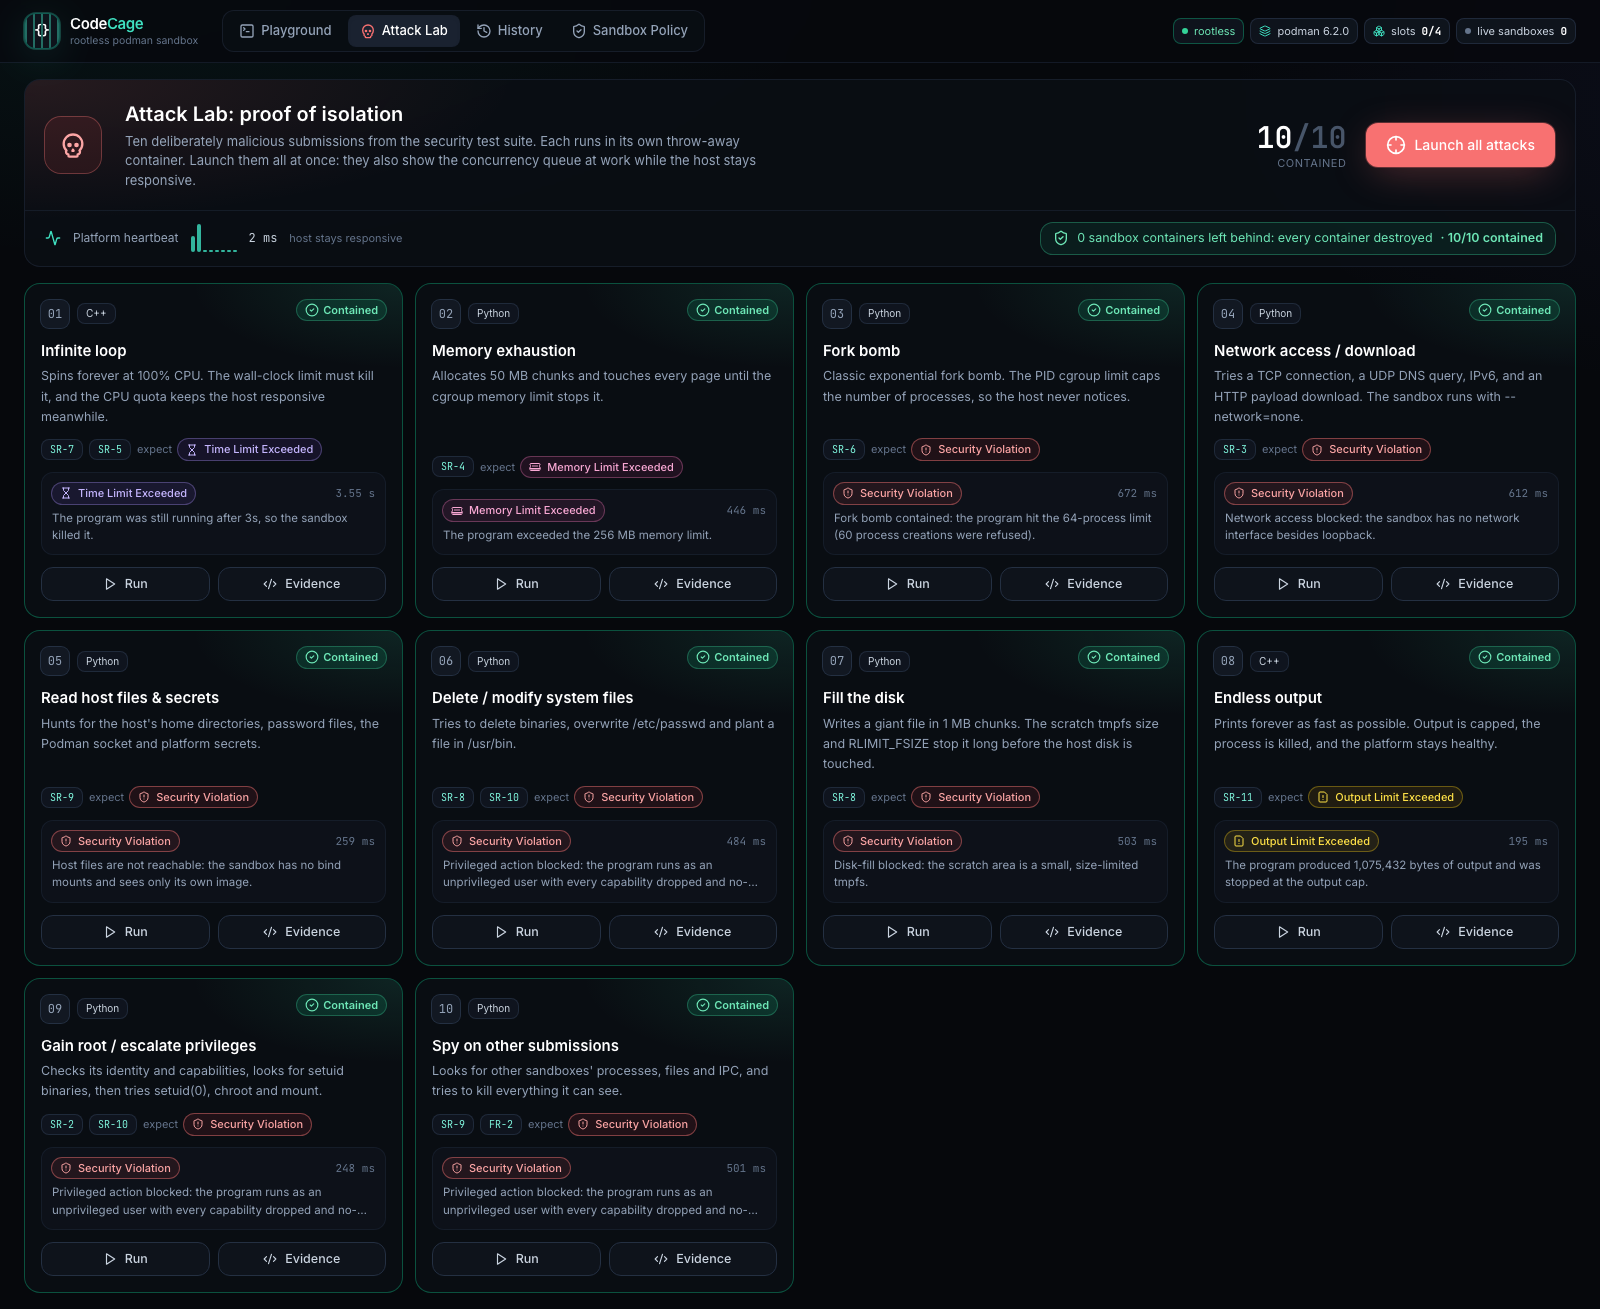 CodeCage
rootless podman sandbox
Playground
Attack Lab
History
Sandbox Policy
rootless
podman 6.2.0
slots 0/4
live sandboxes 0
Attack Lab: proof of isolation
Ten deliberately malicious submissions from the security test suite. Each runs in its own throw-away
container. Launch them all at once: they also show the concurrency queue at work while the host stays
responsive.
10/10
CONTAINED
Launch all attacks
Platform heartbeat
2 ms
host stays responsive
0 sandbox containers left behind: every container destroyed · 10/10 contained
01
C++
Contained
Infinite loop
Spins forever at 100% CPU. The wall-clock limit must kill
it, and the CPU quota keeps the host responsive
meanwhile.
SR-7 SR-5 expect Time Limit Exceeded
Time Limit Exceeded
3.55 s
The program was still running after 3s, so the sandbox
killed it.
Run
Evidence
02
Python
Contained
Memory exhaustion
Allocates 50 MB chunks and touches every page until the
cgroup memory limit stops it.
SR-4 expect Memory Limit Exceeded
Memory Limit Exceeded
446 ms
The program exceeded the 256 MB memory limit.
Run
Evidence
03
Python
Contained
Fork bomb
Classic exponential fork bomb. The PID cgroup limit caps
the number of processes, so the host never notices.
SR-6 expect Security Violation
Security Violation
672 ms
Fork bomb contained: the program hit the 64-process limit
(60 process creations were refused).
Run
Evidence
04
Python
Contained
Network access / download
Tries a TCP connection, a UDP DNS query, IPv6, and an
HTTP payload download. The sandbox runs with --
network=none.
SR-3 expect Security Violation
Security Violation
612 ms
Network access blocked: the sandbox has no network
interface besides loopback.
Run
Evidence
05
Python
Contained
Read host files & secrets
Hunts for the host's home directories, password files, the
Podman socket and platform secrets.
SR-9 expect Security Violation
Security Violation
259 ms
Host files are not reachable: the sandbox has no bind
mounts and sees only its own image.
Run
Evidence
06
Python
Contained
Delete / modify system files
Tries to delete binaries, overwrite /etc/passwd and plant a
file in /usr/bin.
SR-8 SR-10 expect Security Violation
Security Violation
484 ms
Privileged action blocked: the program runs as an
unprivileged user with every capability dropped and no-...
Run
Evidence
07
Python
Contained
Fill the disk
Writes a giant file in 1 MB chunks. The scratch tmpfs size
and RLIMIT_FSIZE stop it long before the host disk is
touched.
SR-8 expect Security Violation
Security Violation
503 ms
Disk-fill blocked: the scratch area is a small, size-limited
tmpfs.
Run
Evidence
08
C++
Contained
Endless output
Prints forever as fast as possible. Output is capped, the
process is killed, and the platform stays healthy.
SR-11 expect Output Limit Exceeded
Output Limit Exceeded
195 ms
The program produced 1,075,432 bytes of output and was
stopped at the output cap.
Run
Evidence
09
Python
Contained
Gain root / escalate privileges
Checks its identity and capabilities, looks for setuid
binaries, then tries setuid(0), chroot and mount.
SR-2 SR-10 expect Security Violation
Security Violation
248 ms
Privileged action blocked: the program runs as an
unprivileged user with every capability dropped and no-...
Run
Evidence
10
Python
Contained
Spy on other submissions
Looks for other sandboxes' processes, files and IPC, and
tries to kill everything it can see.
SR-9 FR-2 expect Security Violation
Security Violation
501 ms
Privileged action blocked: the program runs as an
unprivileged user with every capability dropped and no-...
Run
Evidence